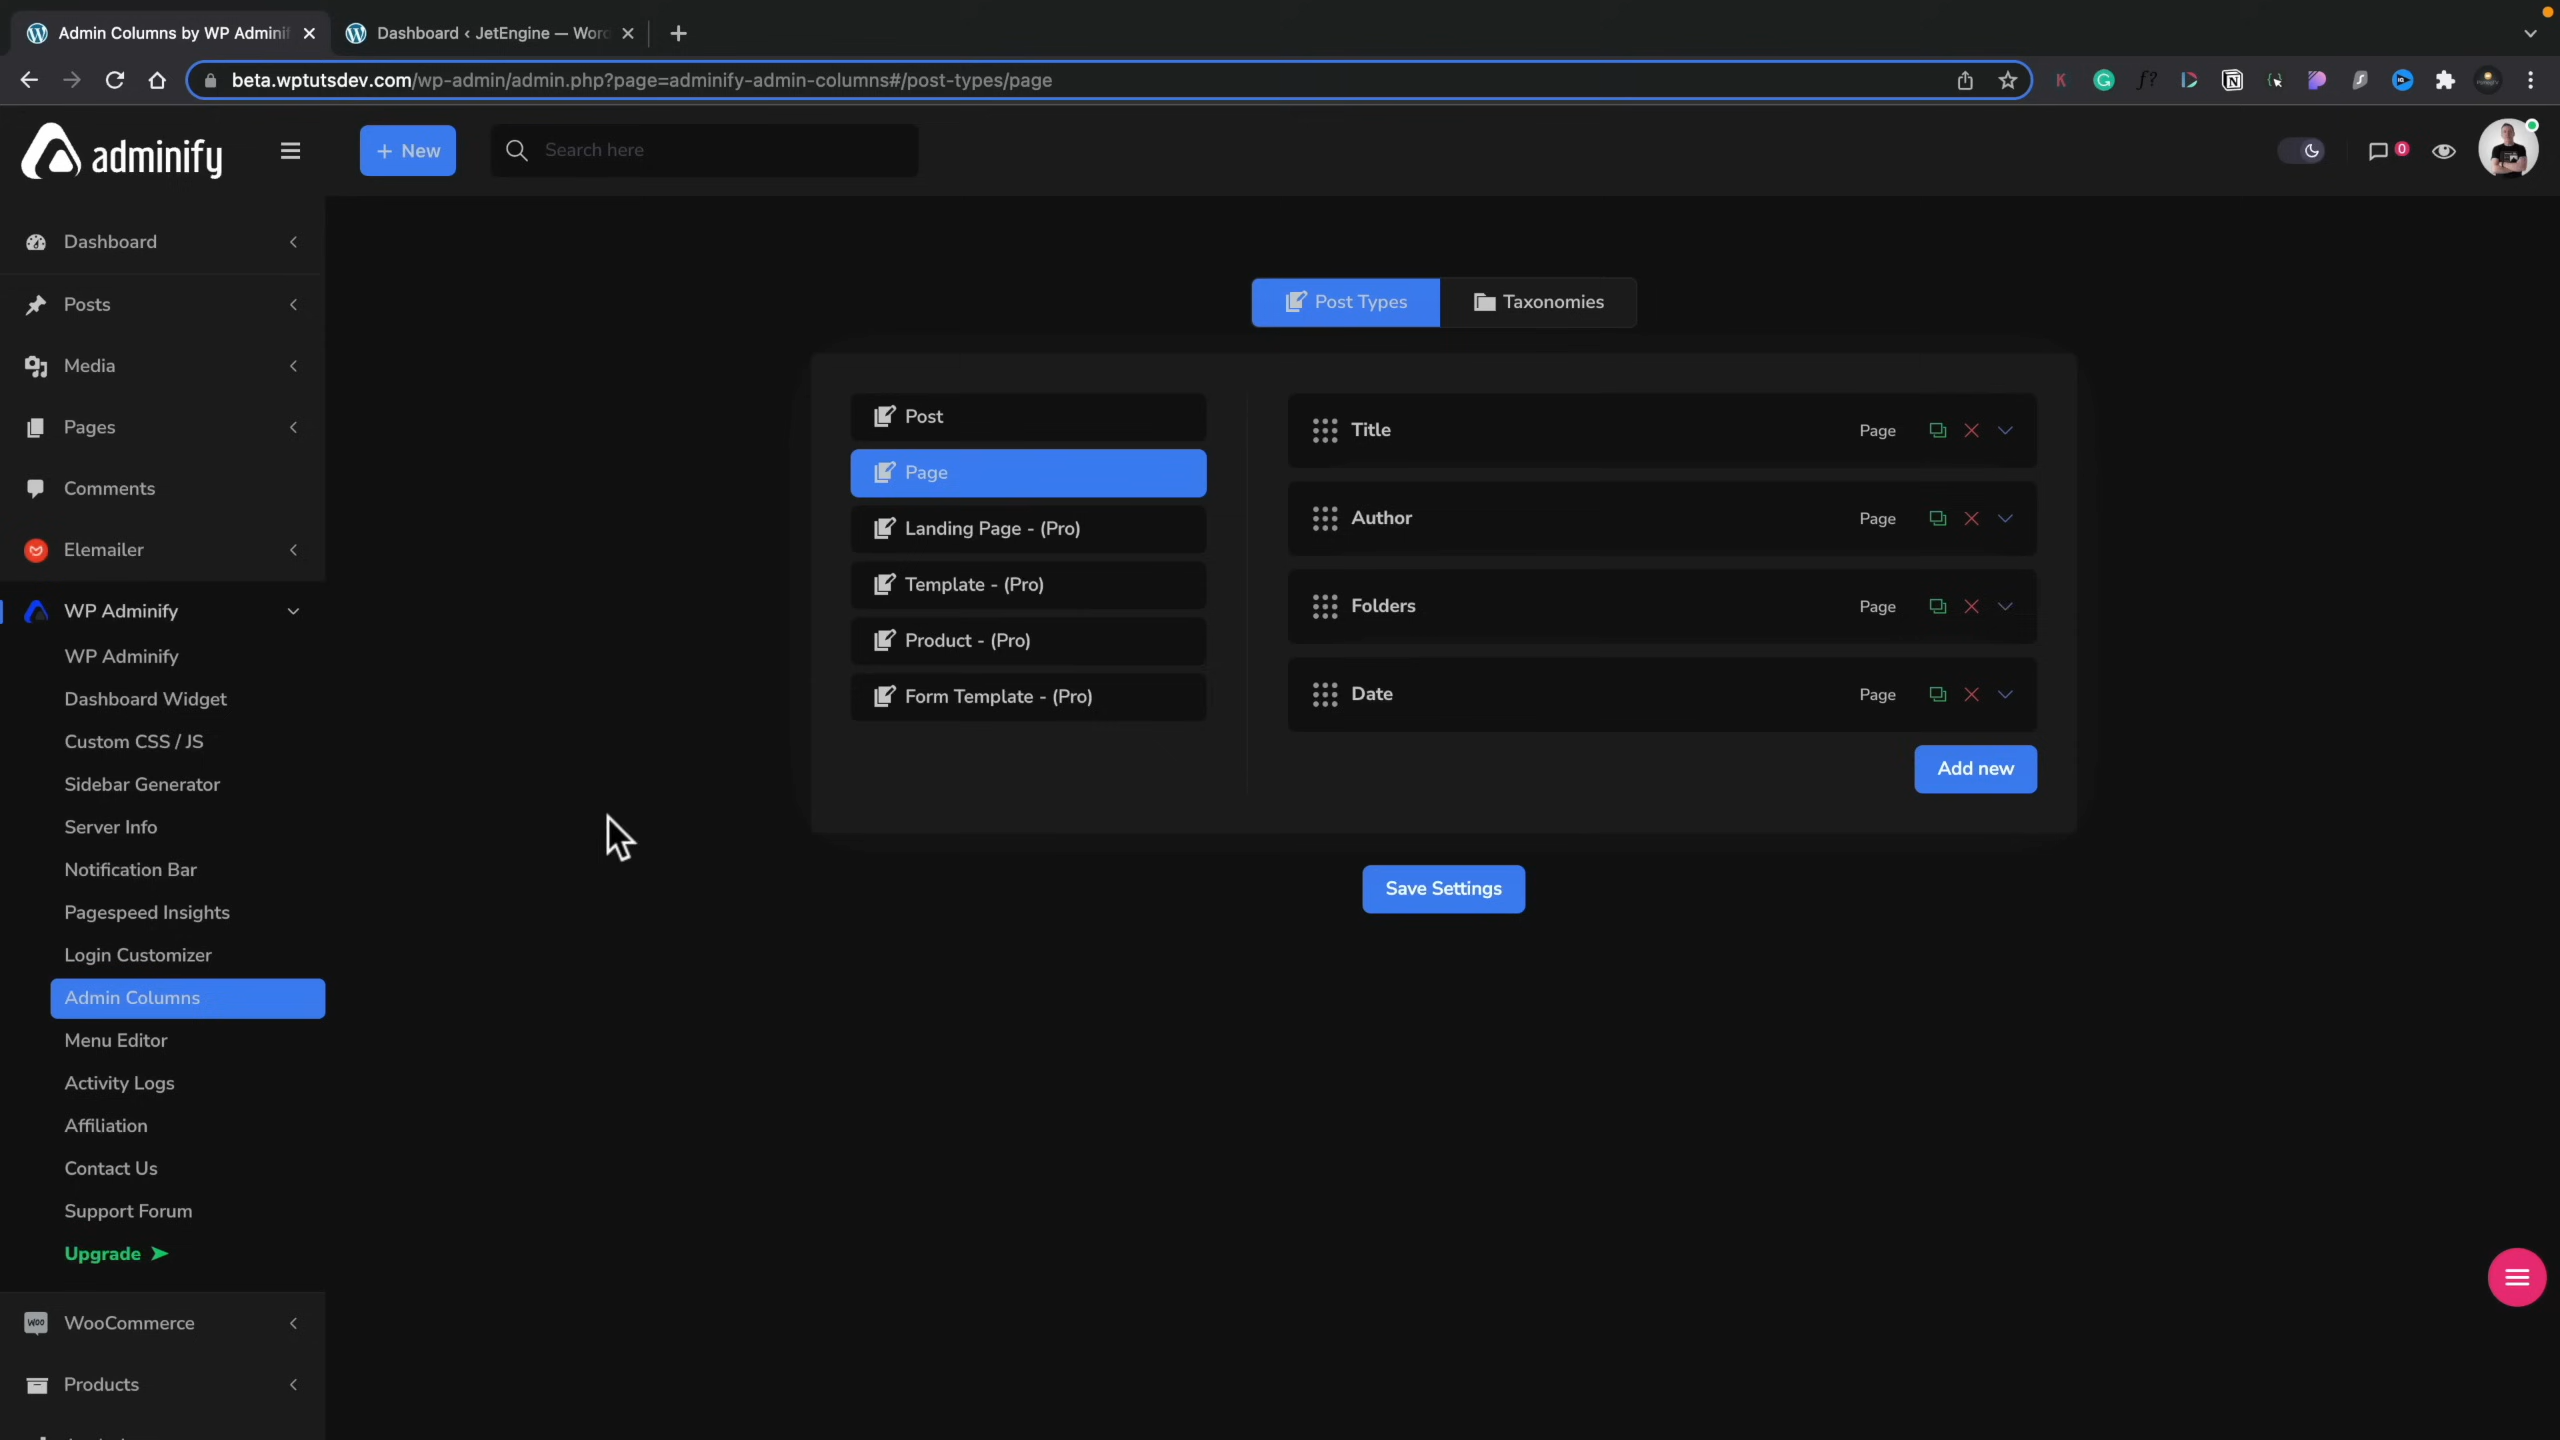 Admin Columns by WP Adminif
Dashboard ‹ JetEngine — Wor
beta.wptutsdev.com/wp-admin/admin.php?page=adminify-admin-columns#/post-types/page
adminify
+ New
Search here
0
Dashboard
Posts
Media
Pages
Comments
Elemailer
WP Adminify
WP Adminify
Dashboard Widget
Custom CSS / JS
Sidebar Generator
Server Info
Notification Bar
Pagespeed Insights
Login Customizer
Admin Columns
Menu Editor
Activity Logs
Affiliation
Contact Us
Support Forum
Upgrade
WooCommerce
Products
Post Types
Taxonomies
Post
Page
Landing Page - (Pro)
Template - (Pro)
Product - (Pro)
Form Template - (Pro)
Title Page
Author Page
Folders Page
Date Page
Add new
Save Settings